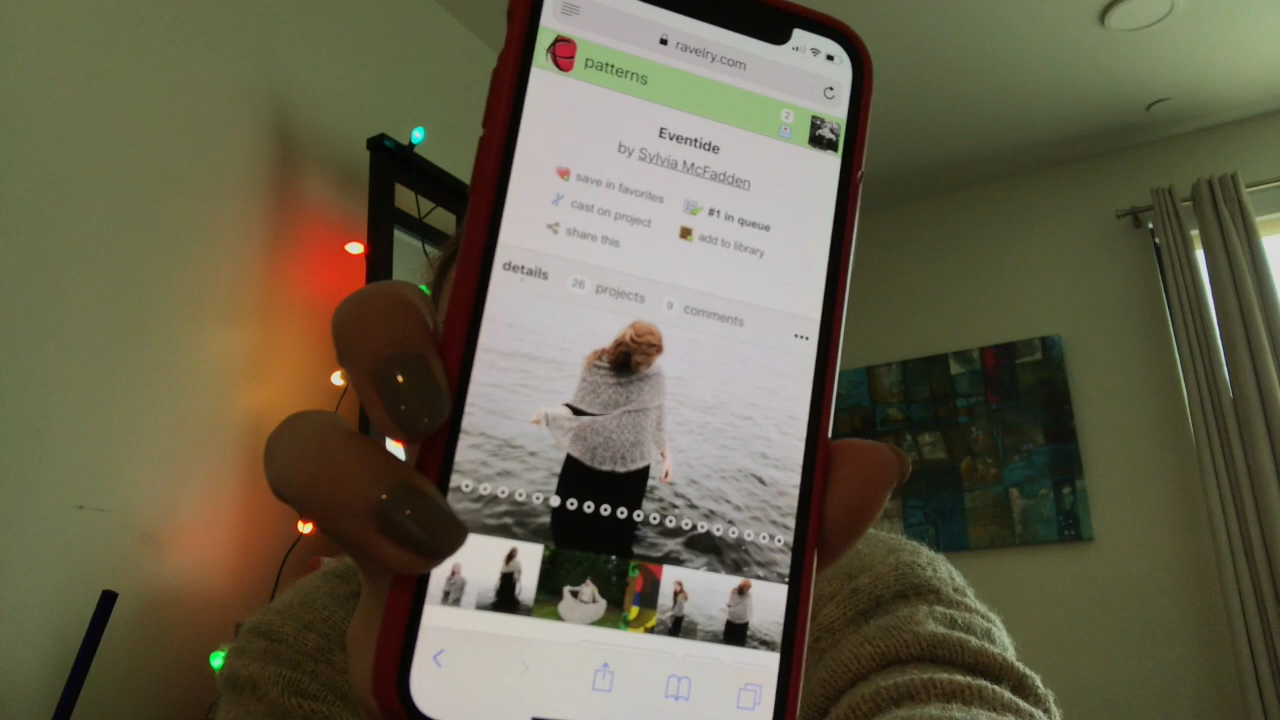 ravelry.com
patterns
2
Eventide
by Sylvia McFadden
save in favorites
#1 in queue
cast on project
add to library
share this
details 26 projects 9 comments